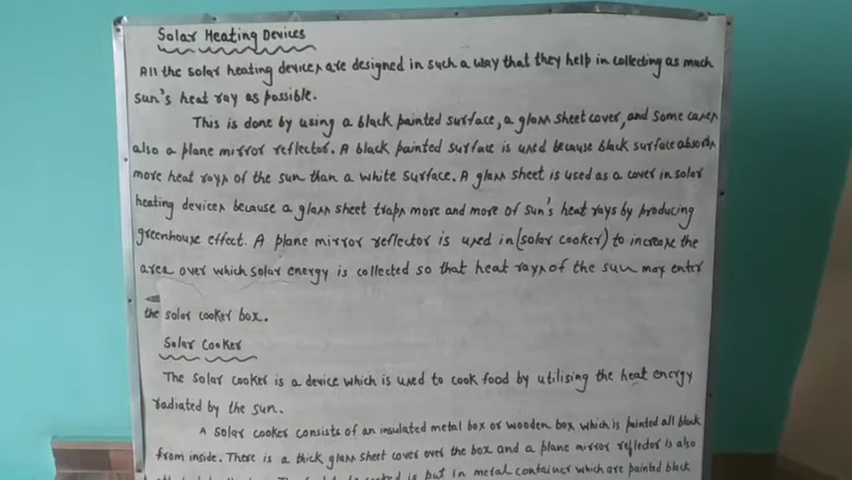 Solar Heating Devices
All the solar heating devices are designed in such a way that they help in collecting as much
sun's heat ray as possible.
This is done by using a black painted surface, a glass sheet cover, and some cases
also a plane mirror reflector. A black painted surface is used because black surface absorbs
more heat rays of the sun than a white surface. A glass sheet is used as a cover in solar
heating devices because a glass sheet traps more and more of sun's heat rays by producing
greenhouse effect. A plane mirror reflector is used in (solar cooker) to increase the
area over which solar energy is collected so that heat rays of the sun may enter
the solar cooker box.
Solar Cooker
The solar cooker is a device which is used to cook food by utilising the heat energy
radiated by the sun.
A solar cooker consists of an insulated metal box or wooden box which is painted all black
from inside. There is a thick glass sheet cover over the box and a plane mirror reflector is also
is put in metal container which are painted black